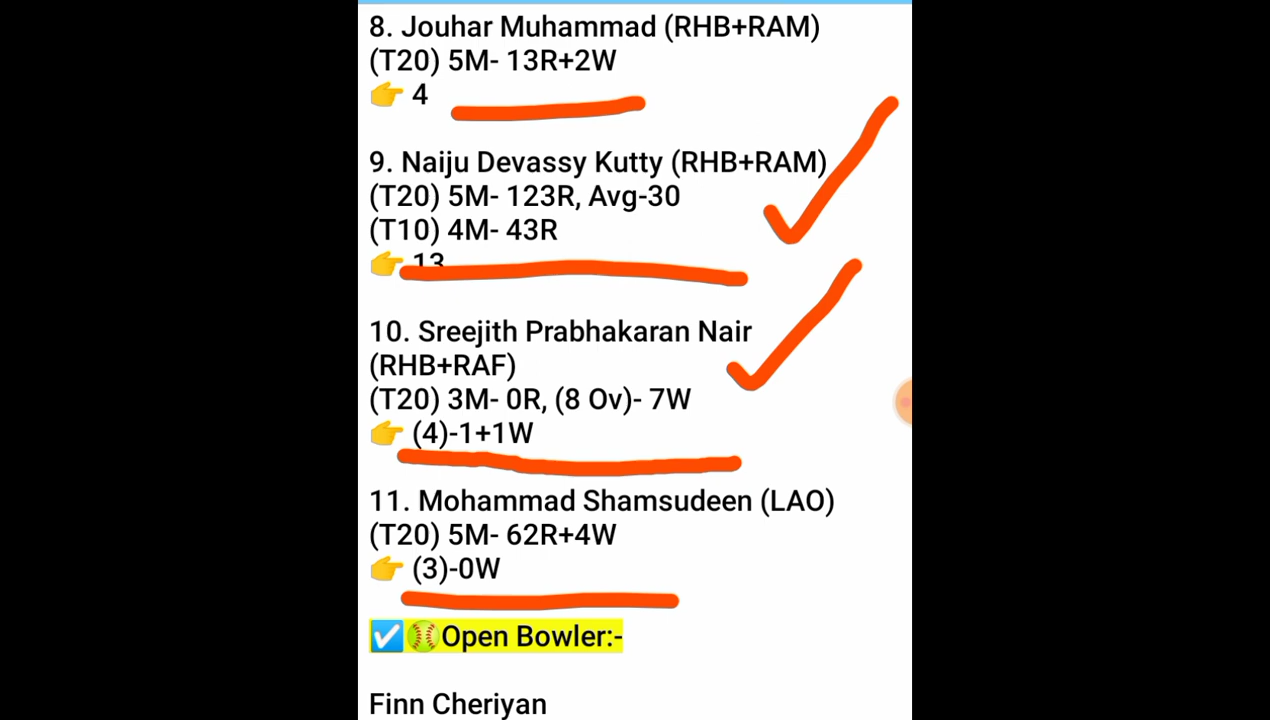 8. Jouhar Muhammad (RHB+RAM)
(T20) 5M- 13R+2W
👉 4
9. Naiju Devassy Kutty (RHB+RAM)
(T20) 5M- 123R, Avg-30
(T10) 4M- 43R
👉 13
10. Sreejith Prabhakaran Nair
(RHB+RAF)
(T20) 3M- 0R, (8 Ov)- 7W
👉 (4)-1+1W
11. Mohammad Shamsudeen (LAO)
(T20) 5M- 62R+4W
👉 (3)-0W
☑️🥎Open Bowler:-
Finn Cheriyan